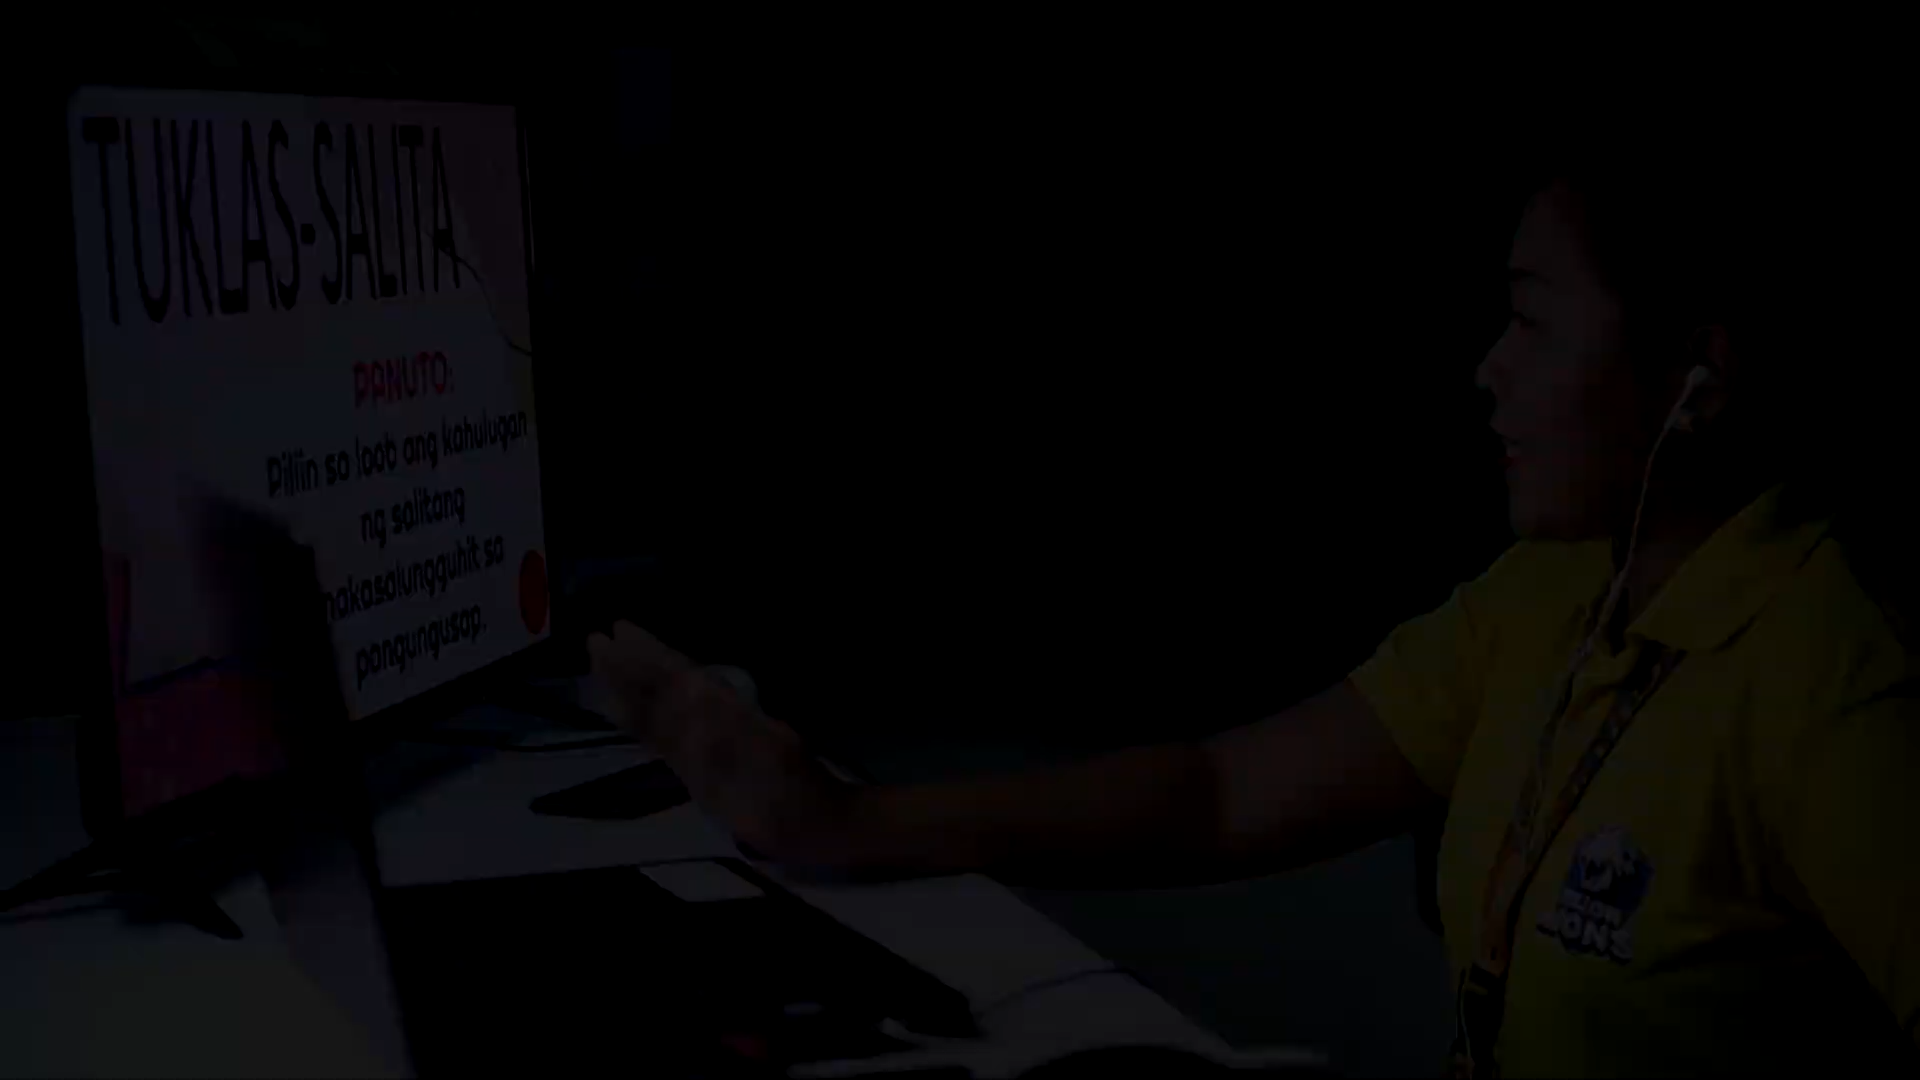 TUKLAS-SALITA
PANUTO:
Piliin sa loob ang kahulugan
ng salitang
nakasalungguhit sa
pangungusap.